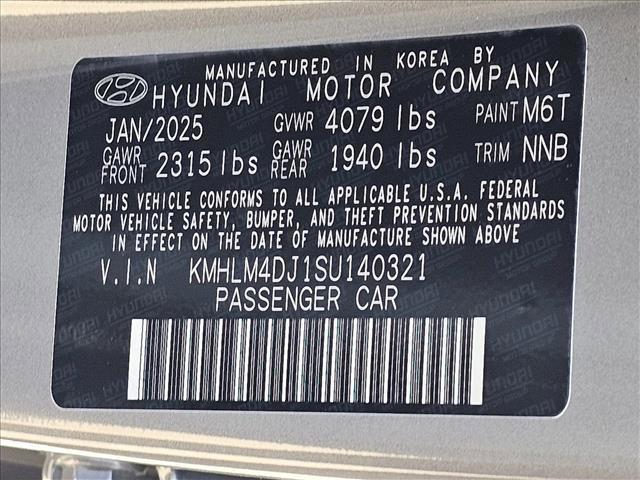 MANUFACTURED IN KOREA BY
HYUNDAI MOTOR COMPANY
JAN/2025 GVWR 4079 lbs PAINT M6T
GAWR FRONT 2315 lbs GAWR REAR 1940 lbs TRIM NNB
THIS VEHICLE CONFORMS TO ALL APPLICABLE U.S.A. FEDERAL
MOTOR VEHICLE SAFETY, BUMPER, AND THEFT PREVENTION STANDARDS
IN EFFECT ON THE DATE OF MANUFACTURE SHOWN ABOVE
V.I.N KMHLM4DJ1SU140321
PASSENGER CAR